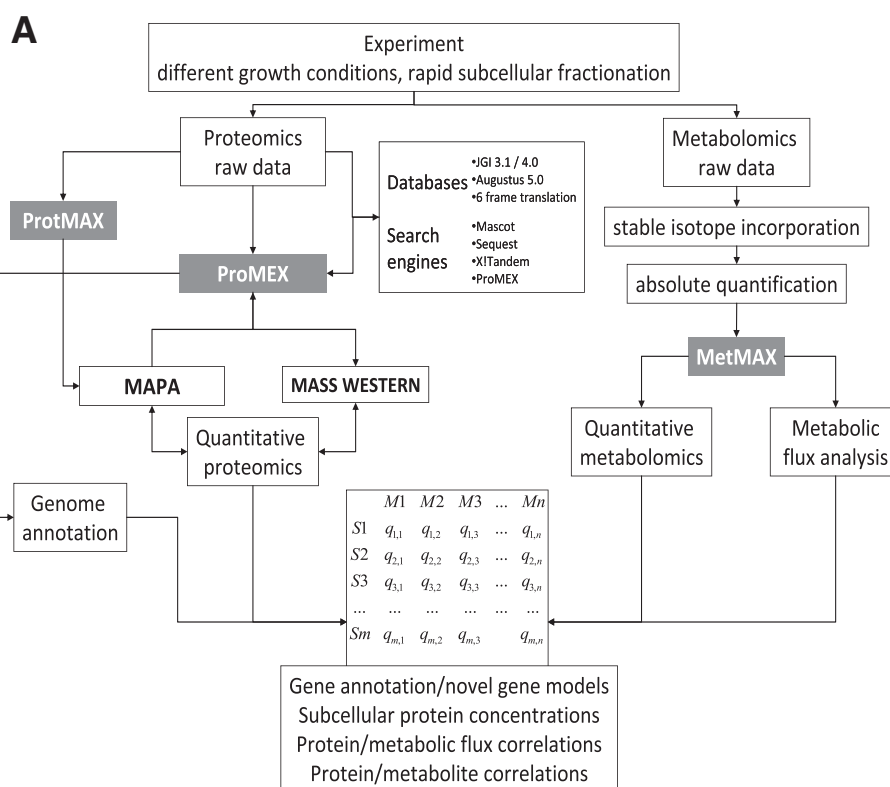 A
Experiment
different growth conditions, rapid subcellular fractionation
Proteomics
raw data
Metabolomics
raw data
Databases
•JGI 3.1 / 4.0
•Augustus 5.0
•6 frame translation
Search
engines
•Mascot
•Sequest
•X!Tandem
•ProMEX
ProtMAX
ProMEX
stable isotope incorporation
absolute quantification
MetMAX
MAPA
MASS WESTERN
Quantitative
proteomics
Quantitative
metabolomics
Metabolic
flux analysis
Genome
annotation
M1 M2 M3 ... Mn
S1 q1,1 q1,2 q1,3 ... q1,n
S2 q2,1 q2,2 q2,3 ... q2,n
S3 q3,1 q3,2 q3,3 ... q3,n
... ... ... ... ... ...
Sm qm,1 qm,2 qm,3 qm,n
Gene annotation/novel gene models
Subcellular protein concentrations
Protein/metabolic flux correlations
Protein/metabolite correlations